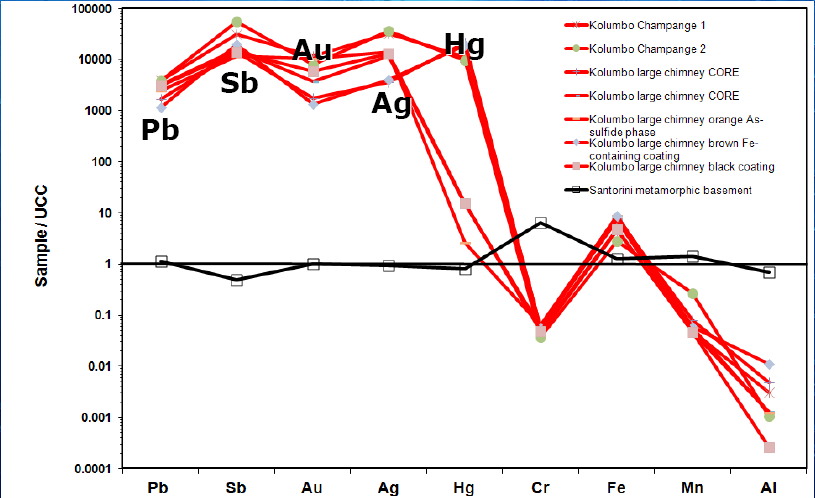 100000
10000
1000
100
10
1
0.1
0.01
0.001
0.0001
Sample / UCC
Pb
Sb
Au
Ag
Hg
Kolumbo Champange 1
Kolumbo Champange 2
Kolumbo large chimney CORE
Kolumbo large chimney CORE
Kolumbo large chimney orange As-
sulfide phase
Kolumbo large chimney brown Fe-
containing coating
Kolumbo large chimney black coating
Santorini metamorphic basement
Pb Sb Au Ag Hg Cr Fe Mn Al